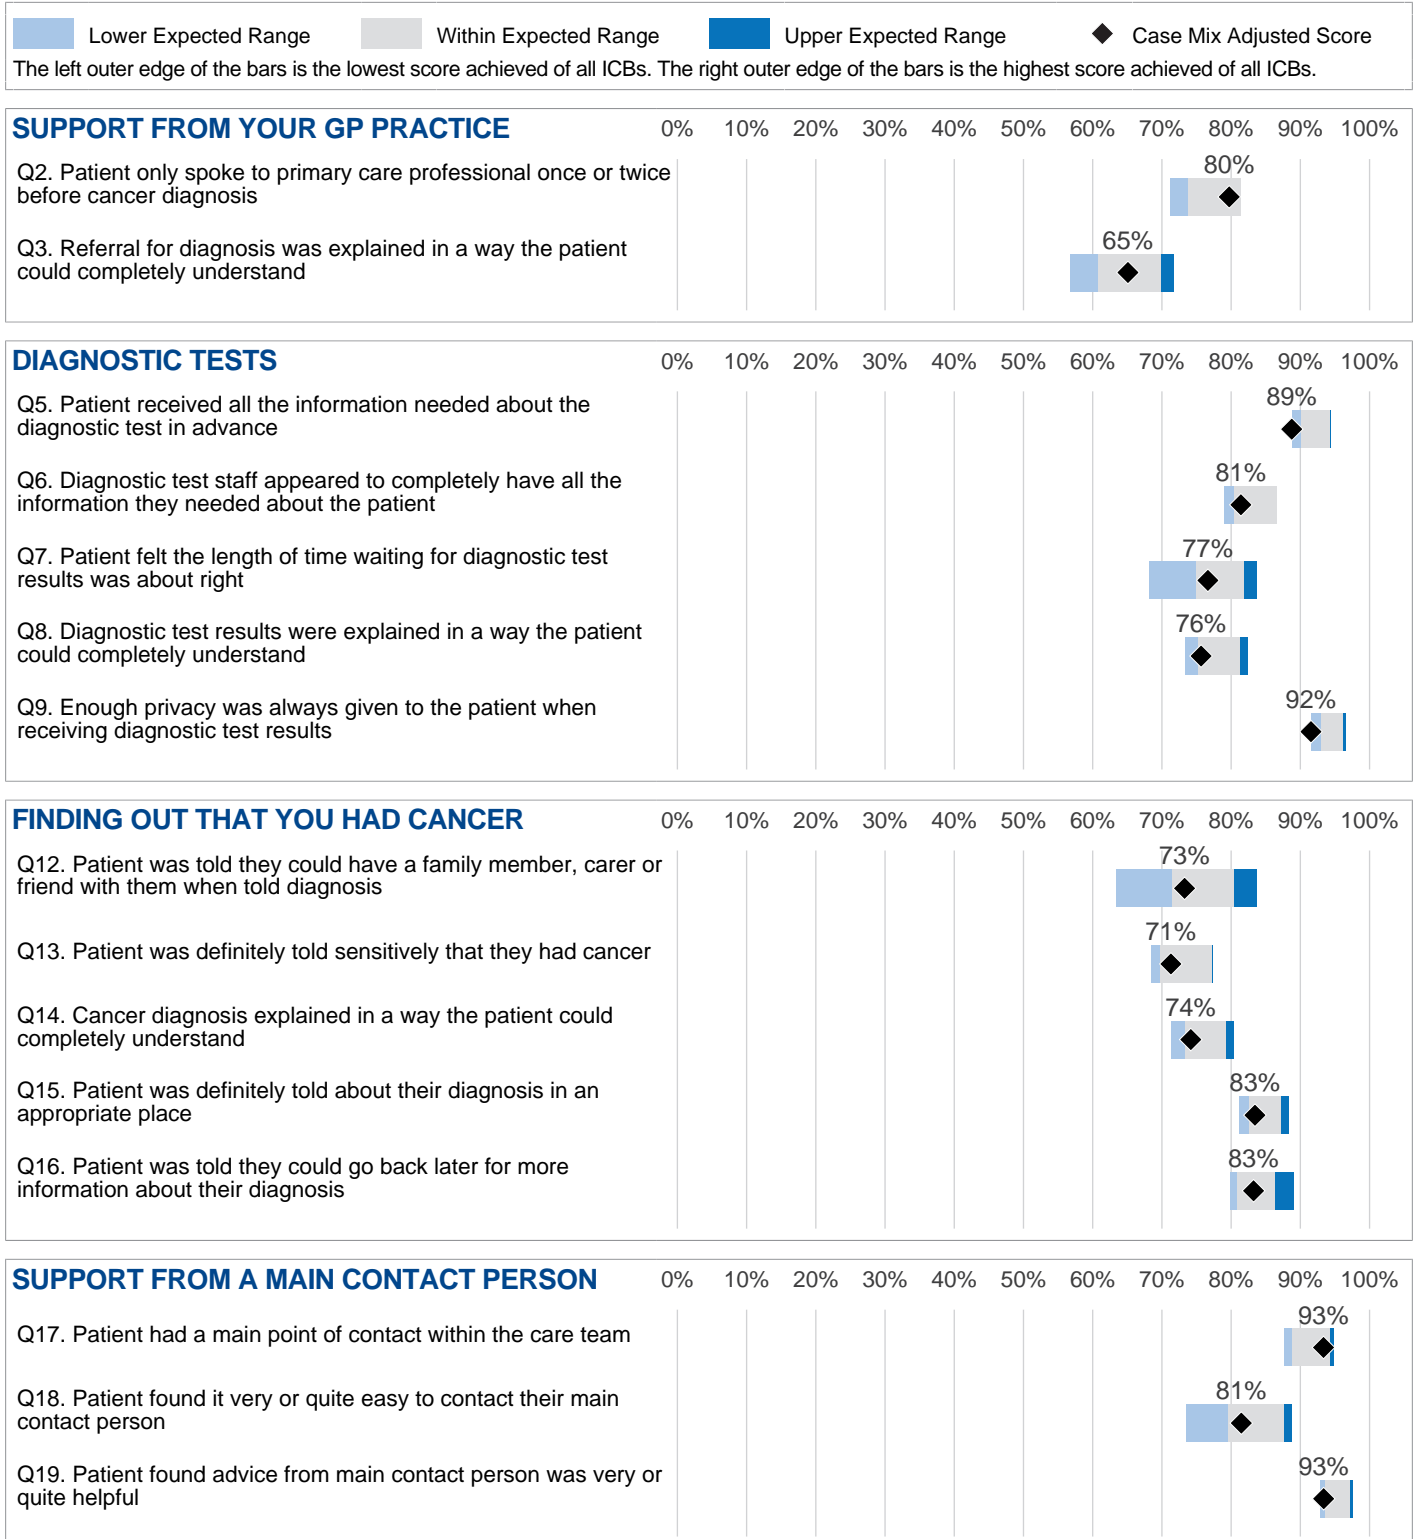 Lower Expected Range Within Expected Range Upper Expected Range Case Mix Adjusted Score
The left outer edge of the bars is the lowest score achieved of all ICBs. The right outer edge of the bars is the highest score achieved of all ICBs.
SUPPORT FROM YOUR GP PRACTICE 0% 10% 20% 30% 40% 50% 60% 70% 80% 90% 100%
Q2. Patient only spoke to primary care professional once or twice
before cancer diagnosis
80%
Q3. Referral for diagnosis was explained in a way the patient
could completely understand
65%
DIAGNOSTIC TESTS 0% 10% 20% 30% 40% 50% 60% 70% 80% 90% 100%
Q5. Patient received all the information needed about the
diagnostic test in advance
89%
Q6. Diagnostic test staff appeared to completely have all the
information they needed about the patient
81%
Q7. Patient felt the length of time waiting for diagnostic test
results was about right
77%
Q8. Diagnostic test results were explained in a way the patient
could completely understand
76%
Q9. Enough privacy was always given to the patient when
receiving diagnostic test results
92%
FINDING OUT THAT YOU HAD CANCER 0% 10% 20% 30% 40% 50% 60% 70% 80% 90% 100%
Q12. Patient was told they could have a family member, carer or
friend with them when told diagnosis
73%
Q13. Patient was definitely told sensitively that they had cancer
71%
Q14. Cancer diagnosis explained in a way the patient could
completely understand
74%
Q15. Patient was definitely told about their diagnosis in an
appropriate place
83%
Q16. Patient was told they could go back later for more
information about their diagnosis
83%
SUPPORT FROM A MAIN CONTACT PERSON 0% 10% 20% 30% 40% 50% 60% 70% 80% 90% 100%
Q17. Patient had a main point of contact within the care team
93%
Q18. Patient found it very or quite easy to contact their main
contact person
81%
Q19. Patient found advice from main contact person was very or
quite helpful
93%